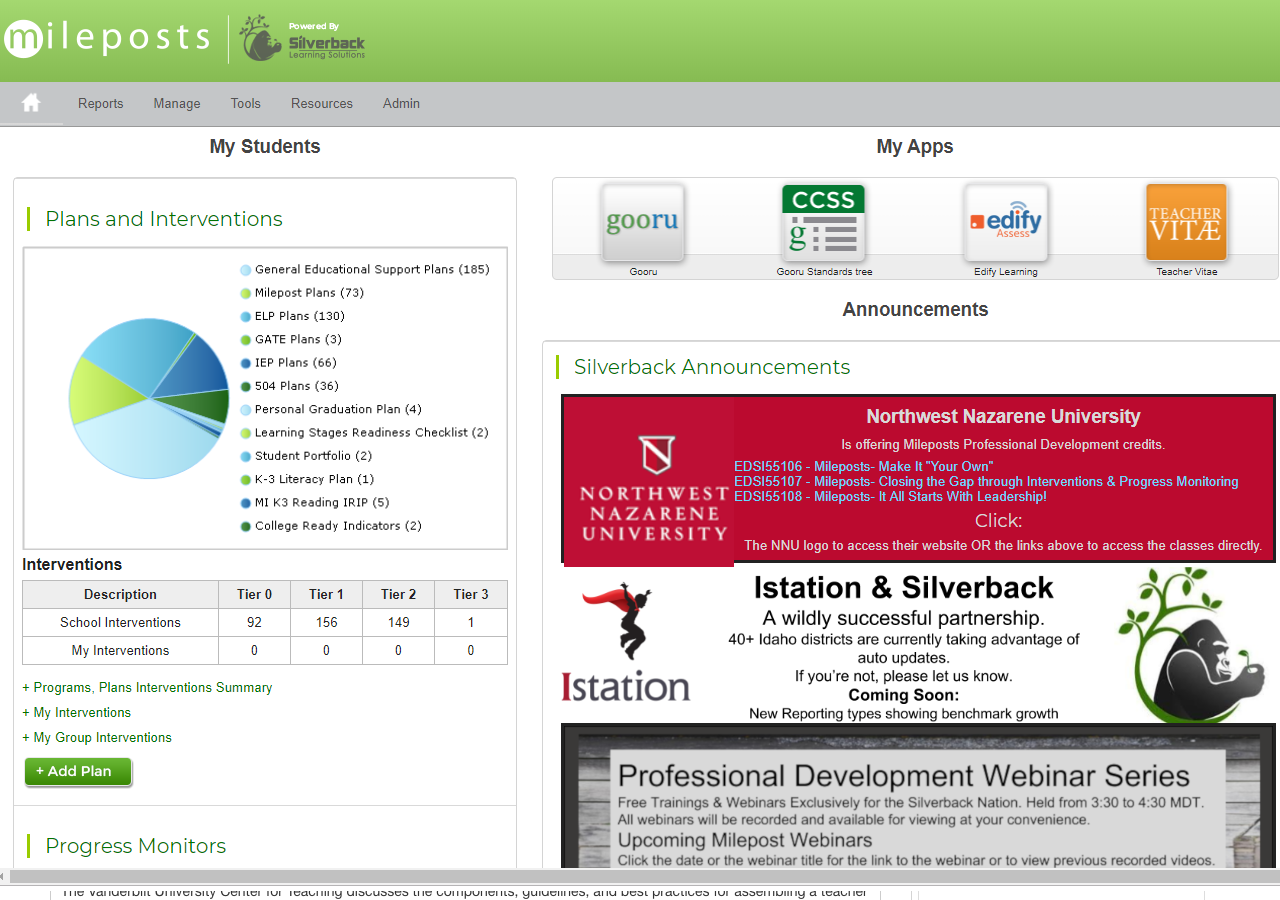 mileposts
Powered By
Silverback
Learning Solutions
Reports Manage Tools Resources Admin
My Students
Plans and Interventions
General Educational Support Plans (185)
Milepost Plans (73)
ELP Plans (130)
GATE Plans (3)
IEP Plans (66)
504 Plans (36)
Personal Graduation Plan (4)
Learning Stages Readiness Checklist (2)
Student Portfolio (2)
K-3 Literacy Plan (1)
MI K3 Reading IRIP (5)
College Ready Indicators (2)
Interventions
Description Tier 0 Tier 1 Tier 2 Tier 3
School Interventions 92 156 149 1
My Interventions 0 0 0 0
+ Programs, Plans Interventions Summary
+ My Interventions
+ My Group Interventions
+ Add Plan
Progress Monitors
My Apps
gooru
CCSS
g
edify
Assess
TEACHER
VITÆ
Gooru Gooru Standards tree Edify Learning Teacher Vitae
Announcements
Silverback Announcements
N
NORTHWEST
NAZARENE
UNIVERSITY
Northwest Nazarene University
Is offering Mileposts Professional Development credits.
EDSI55106 - Mileposts- Make It "Your Own"
EDSI55107 - Mileposts- Closing the Gap through Interventions & Progress Monitoring
EDSI55108 - Mileposts- It All Starts With Leadership!
Click:
The NNU logo to access their website OR the links above to access the classes directly.
Istation
Istation & Silverback
A wildly successful partnership.
40+ Idaho districts are currently taking advantage of
auto updates.
If you're not, please let us know.
Coming Soon:
New Reporting types showing benchmark growth
Professional Development Webinar Series
Free Trainings & Webinars Exclusively for the Silverback Nation. Held from 3:30 to 4:30 MDT.
All webinars will be recorded and available for viewing at your convenience.
Upcoming Milepost Webinars
Click the date or the webinar title for the link to the webinar or to view previous recorded videos.
The Vanderbilt University Center for Teaching discusses the components, guidelines, and best practices for assembling a teacher